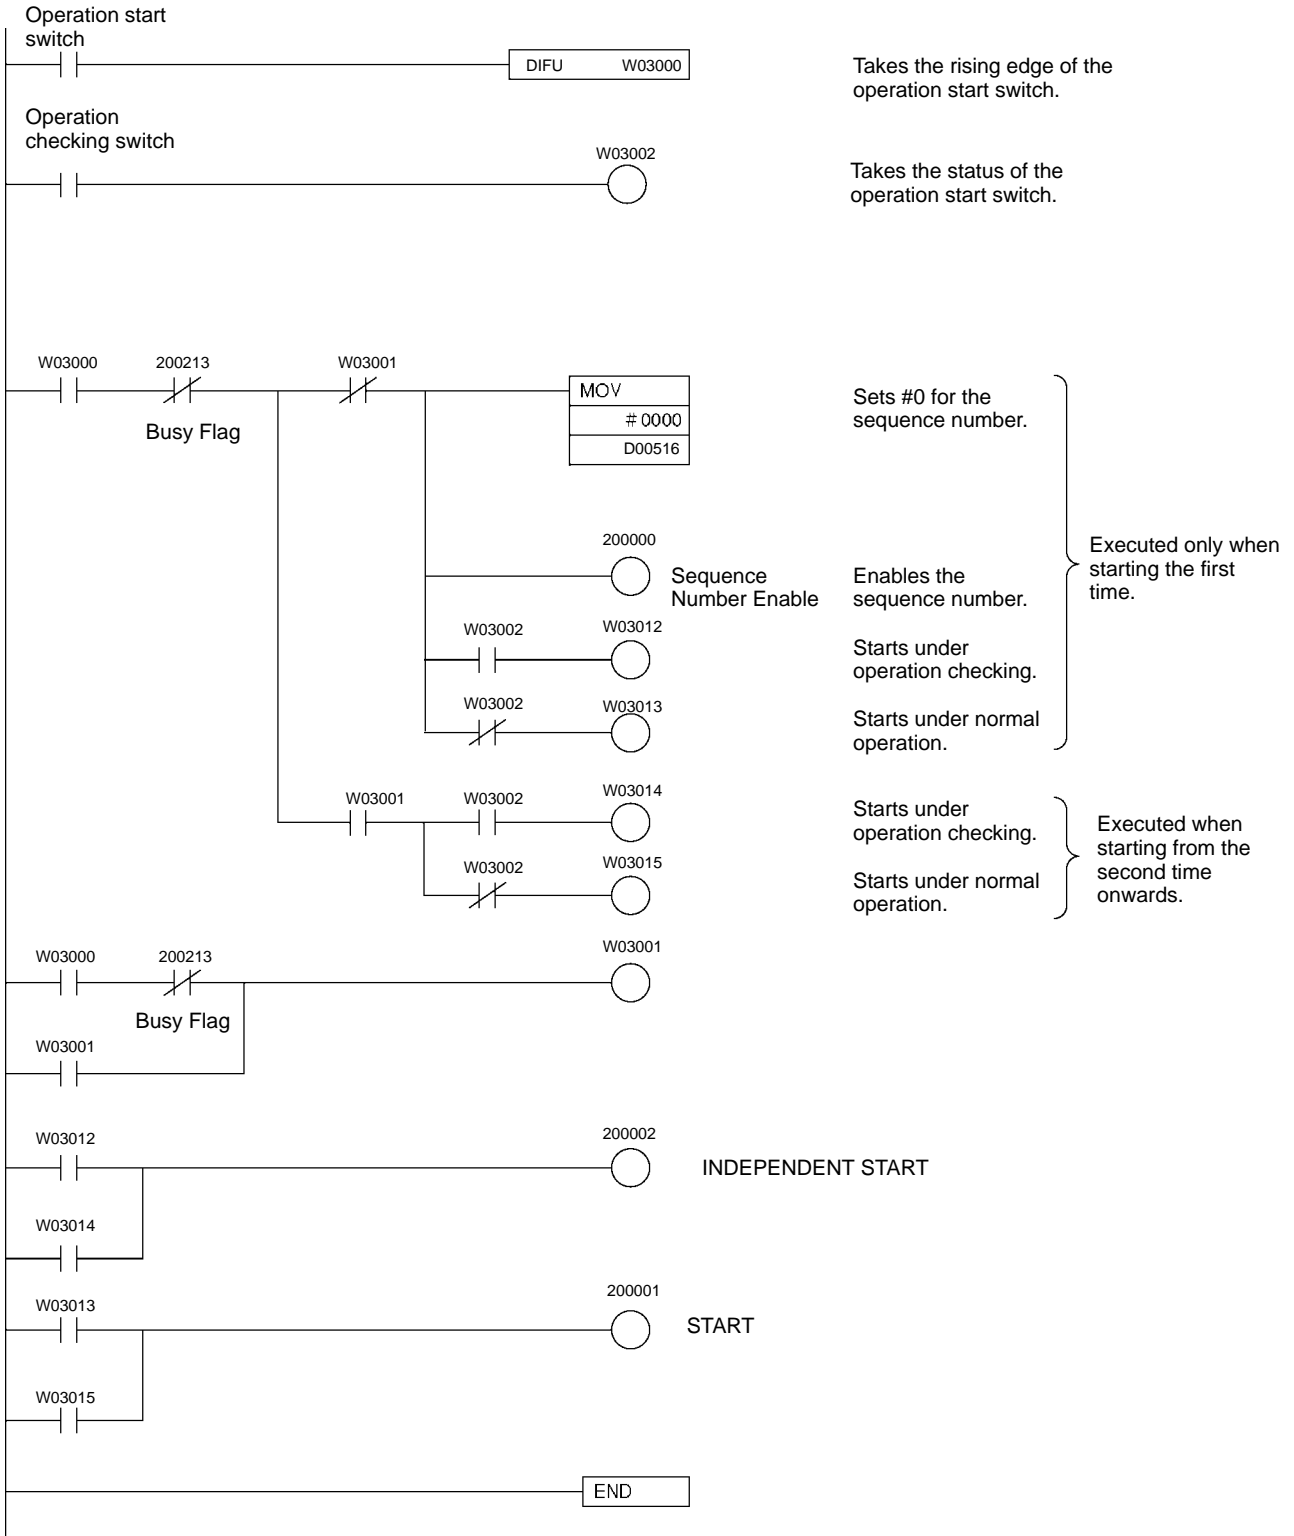 Operation start
switch
DIFU W03000
Takes the rising edge of the
operation start switch.
Operation
checking switch
W03002
Takes the status of the
operation start switch.
W03000 200213 W03001
Busy Flag
MOV
# 0000
D00516
Sets #0 for the
sequence number.
200000
Sequence
Number Enable
Enables the
sequence number.
Executed only when
starting the first
time.
W03002 W03012
Starts under
operation checking.
W03002 W03013
Starts under normal
operation.
W03001 W03002 W03014
Starts under
operation checking.
W03002 W03015
Starts under normal
operation.
Executed when
starting from the
second time
onwards.
W03000 200213 W03001
Busy Flag
W03001
W03012 200002
INDEPENDENT START
W03014
W03013 200001
START
W03015
END